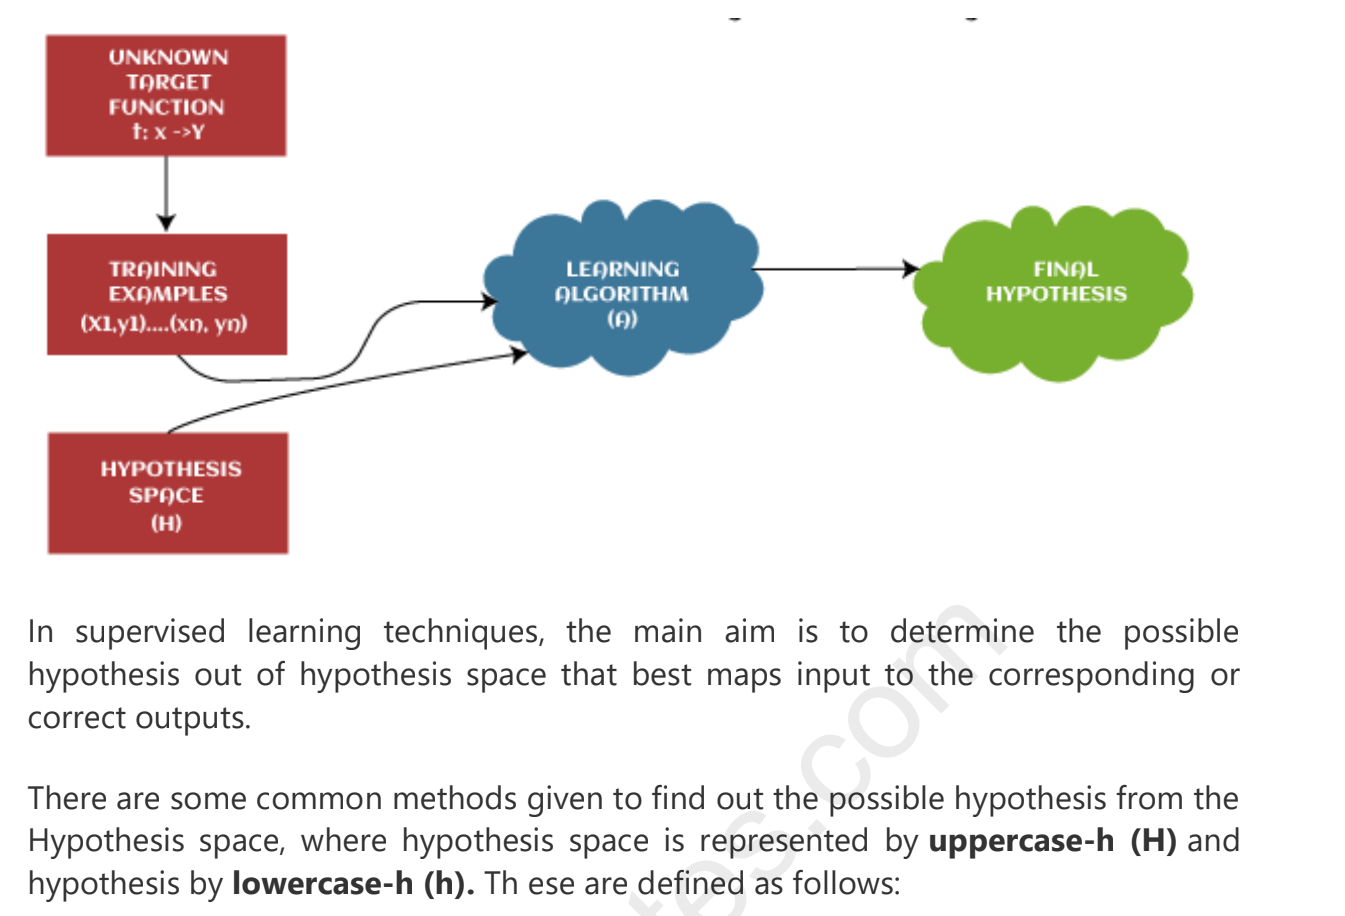 UNKNOWN
TARGET
FUNCTION
t: x ->Y
TRAINING
EXAMPLES
(X1,y1)....(xn, yn)
HYPOTHESIS
SPACE
(H)
LEARNING
ALGORITHM
(A)
FINAL
HYPOTHESIS
In supervised learning techniques, the main aim is to determine the possible
hypothesis out of hypothesis space that best maps input to the corresponding or
correct outputs.
There are some common methods given to find out the possible hypothesis from the
Hypothesis space, where hypothesis space is represented by uppercase-h (H) and
hypothesis by lowercase-h (h). Th ese are defined as follows:
tes.com